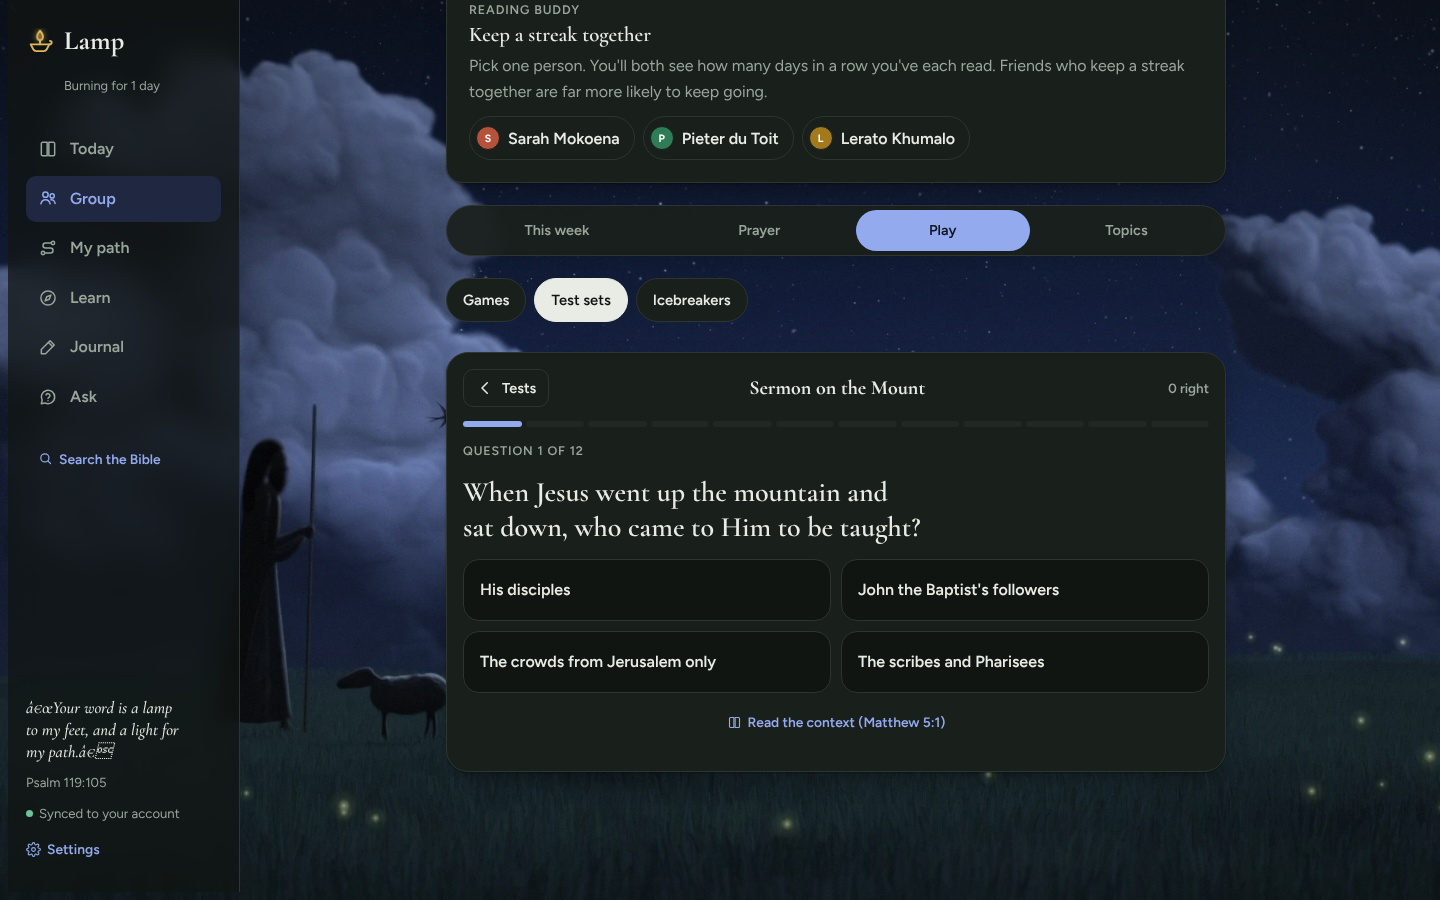 Lamp
Burning for 1 day
Today
Group
My path
Learn
Journal
Ask
Search the Bible
â€œYour word is a lamp
to my feet, and a light for
my path.â€
Psalm 119:105
Synced to your account
Settings
READING BUDDY
Keep a streak together
Pick one person. You'll both see how many days in a row you've each read. Friends who keep a streak
together are far more likely to keep going.
S Sarah Mokoena P Pieter du Toit L Lerato Khumalo
This week Prayer Play Topics
Games Test sets Icebreakers
Tests Sermon on the Mount 0 right
QUESTION 1 OF 12
When Jesus went up the mountain and
sat down, who came to Him to be taught?
His disciples John the Baptist's followers
The crowds from Jerusalem only The scribes and Pharisees
Read the context (Matthew 5:1)